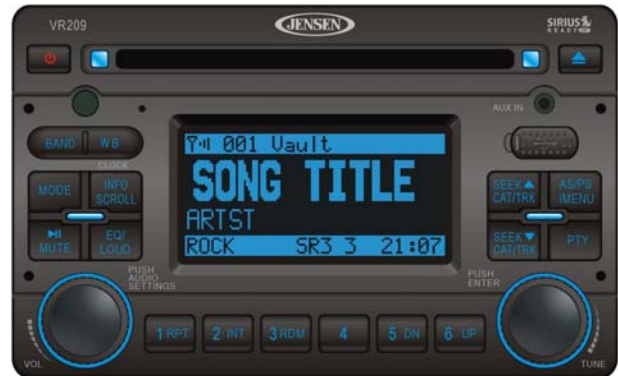 VR209
JENSEN
SIRIUS
READY
AUX IN
BAND
WB
CLOCK
MODE
INFO
SCROLL
MUTE
EQ/
LOUD
001 Vault
SONG TITLE
ARTST
ROCK SR3 3 21:07
SEEK
CAT/TRK
AS/PS
iMENU
SEEK
CAT/TRK
PTY
PUSH
AUDIO
SETTINGS
PUSH
ENTER
1 RPT
2 INT
3 RDM
4
5 DN
6 UP
VOL
TUNE